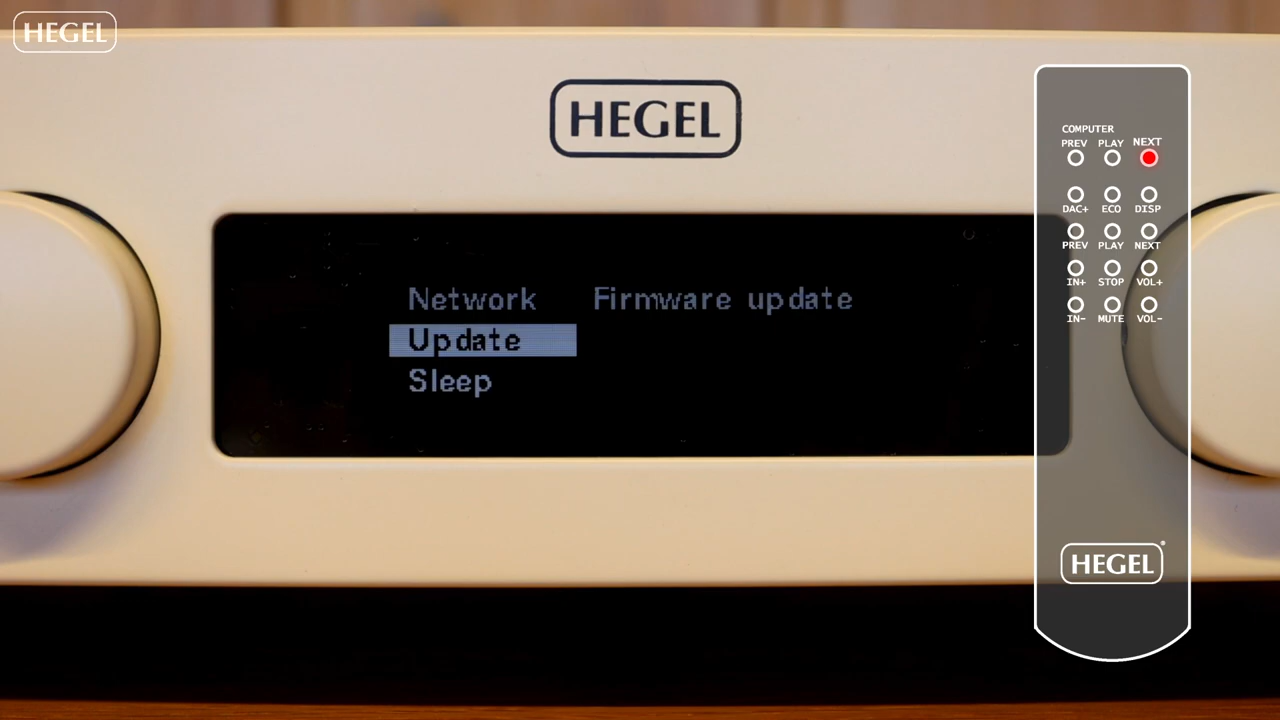 HEGEL
HEGEL
Network Firmware update
Update
Sleep
COMPUTER
PREV PLAY NEXT
DAC+ ECO DISP
PREV PLAY NEXT
IN+ STOP VOL+
IN- MUTE VOL-
HEGEL